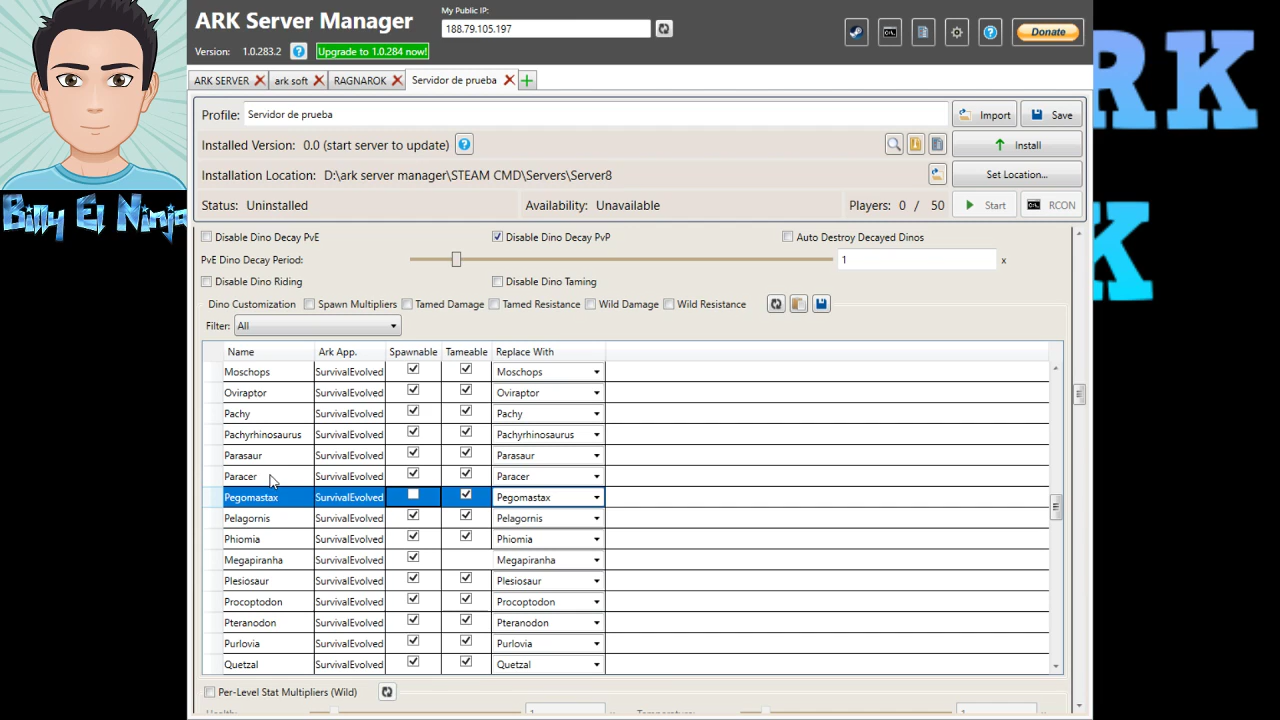 ARK Server Manager
My Public IP:
188.79.105.197
Version: 1.0.283.2
Upgrade to 1.0.284 now!
Donate
ARK SERVER
ark soft
RAGNAROK
Servidor de prueba
Profile: Servidor de prueba
Import
Save
Installed Version: 0.0 (start server to update)
Install
Installation Location: D:\ark server manager\STEAM CMD\Servers\Server8
Set Location...
Status: Uninstalled
Availability: Unavailable
Players: 0 / 50
Start
RCON
Billy El Ninja
ARK
K
Disable Dino Decay PvE
Disable Dino Decay PvP
Auto Destroy Decayed Dinos
PvE Dino Decay Period:
1 x
Disable Dino Riding
Disable Dino Taming
Dino Customization
Spawn Multipliers
Tamed Damage
Tamed Resistance
Wild Damage
Wild Resistance
Filter: All
Name Ark App. Spawnable Tameable Replace With
Moschops SurvivalEvolved Moschops
Oviraptor SurvivalEvolved Oviraptor
Pachy SurvivalEvolved Pachy
Pachyrhinosaurus SurvivalEvolved Pachyrhinosaurus
Parasaur SurvivalEvolved Parasaur
Paracer SurvivalEvolved Paracer
Pegomastax SurvivalEvolved Pegomastax
Pelagornis SurvivalEvolved Pelagornis
Phiomia SurvivalEvolved Phiomia
Megapiranha SurvivalEvolved Megapiranha
Plesiosaur SurvivalEvolved Plesiosaur
Procoptodon SurvivalEvolved Procoptodon
Pteranodon SurvivalEvolved Pteranodon
Purlovia SurvivalEvolved Purlovia
Quetzal SurvivalEvolved Quetzal
Per-Level Stat Multipliers (Wild)